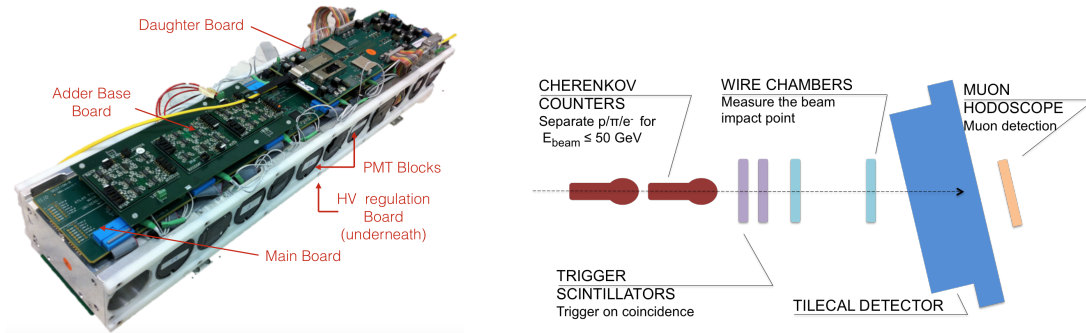 Daughter Board
Adder Base
Board
PMT Blocks
HV regulation
Board
(underneath)
Main Board
CHERENKOV
COUNTERS
Separate p/π/e⁻ for
E_beam ≤ 50 GeV
WIRE CHAMBERS
Measure the beam
impact point
MUON
HODOSCOPE
Muon detection
TRIGGER
SCINTILLATORS
Trigger on coincidence
TILECAL DETECTOR